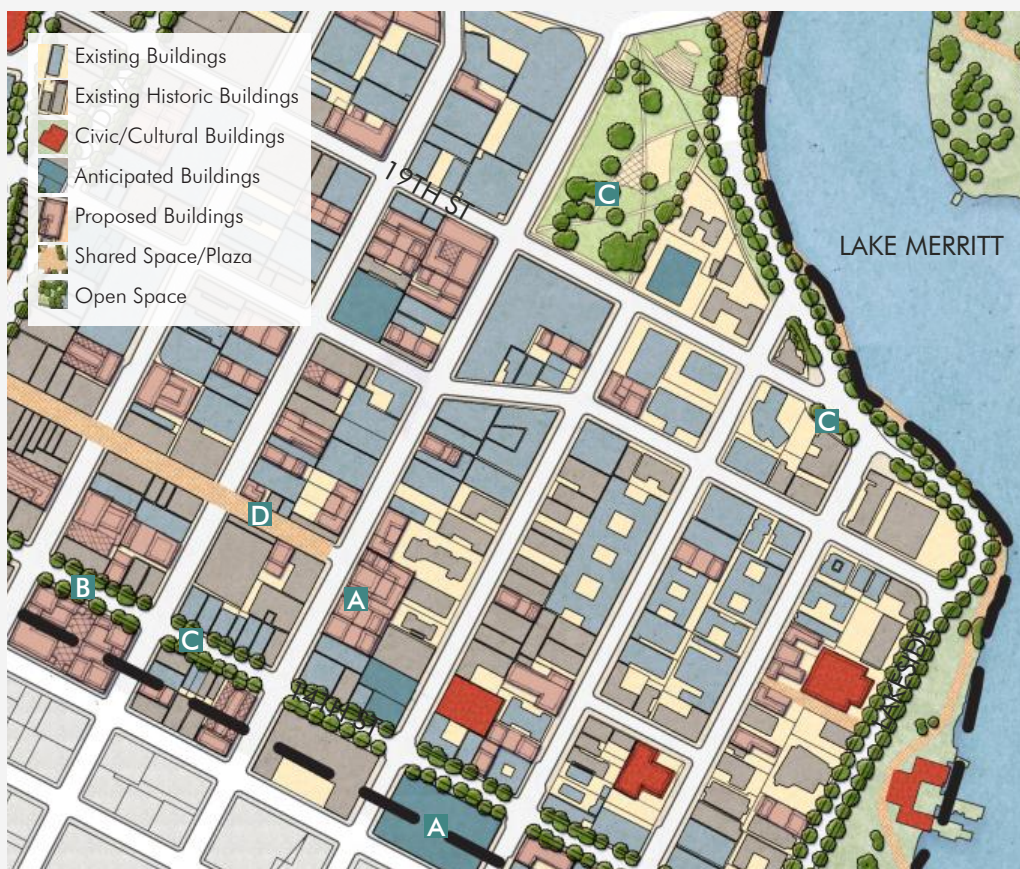 Existing Buildings
Existing Historic Buildings
Civic/Cultural Buildings
Anticipated Buildings
Proposed Buildings
Shared Space/Plaza
Open Space
19TH ST
C
LAKE MERRITT
C
D
B
A
C
A